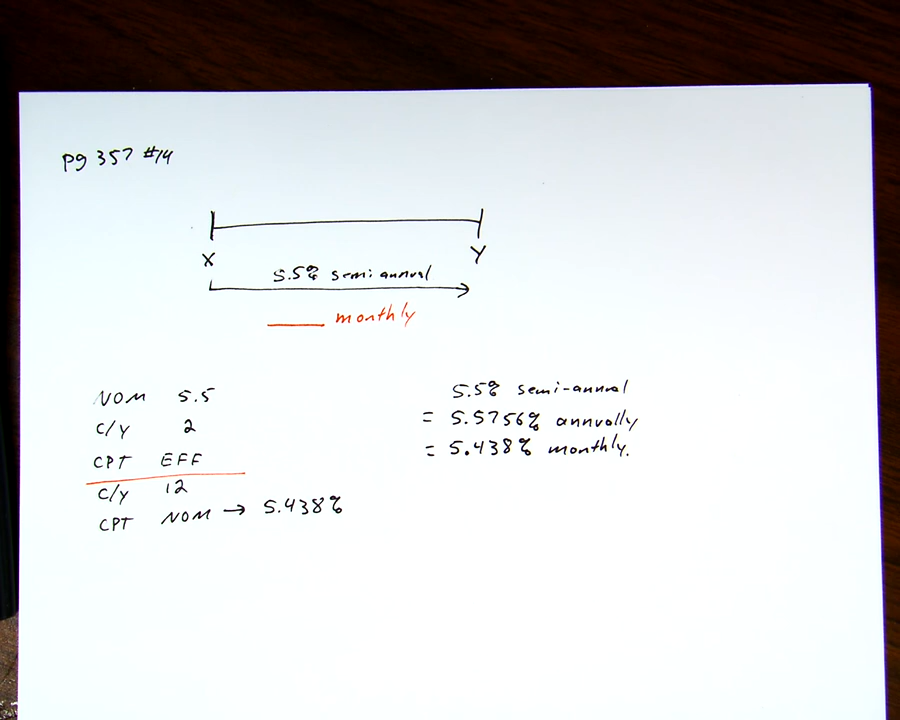 pg 357 #14
X
Y
5.5% semi annual
monthly
NOM 5.5
C/Y 2
CPT EFF
C/Y 12
CPT NOM → 5.438%
5.5% semi-annual
= 5.5756% annually
= 5.438% monthly.